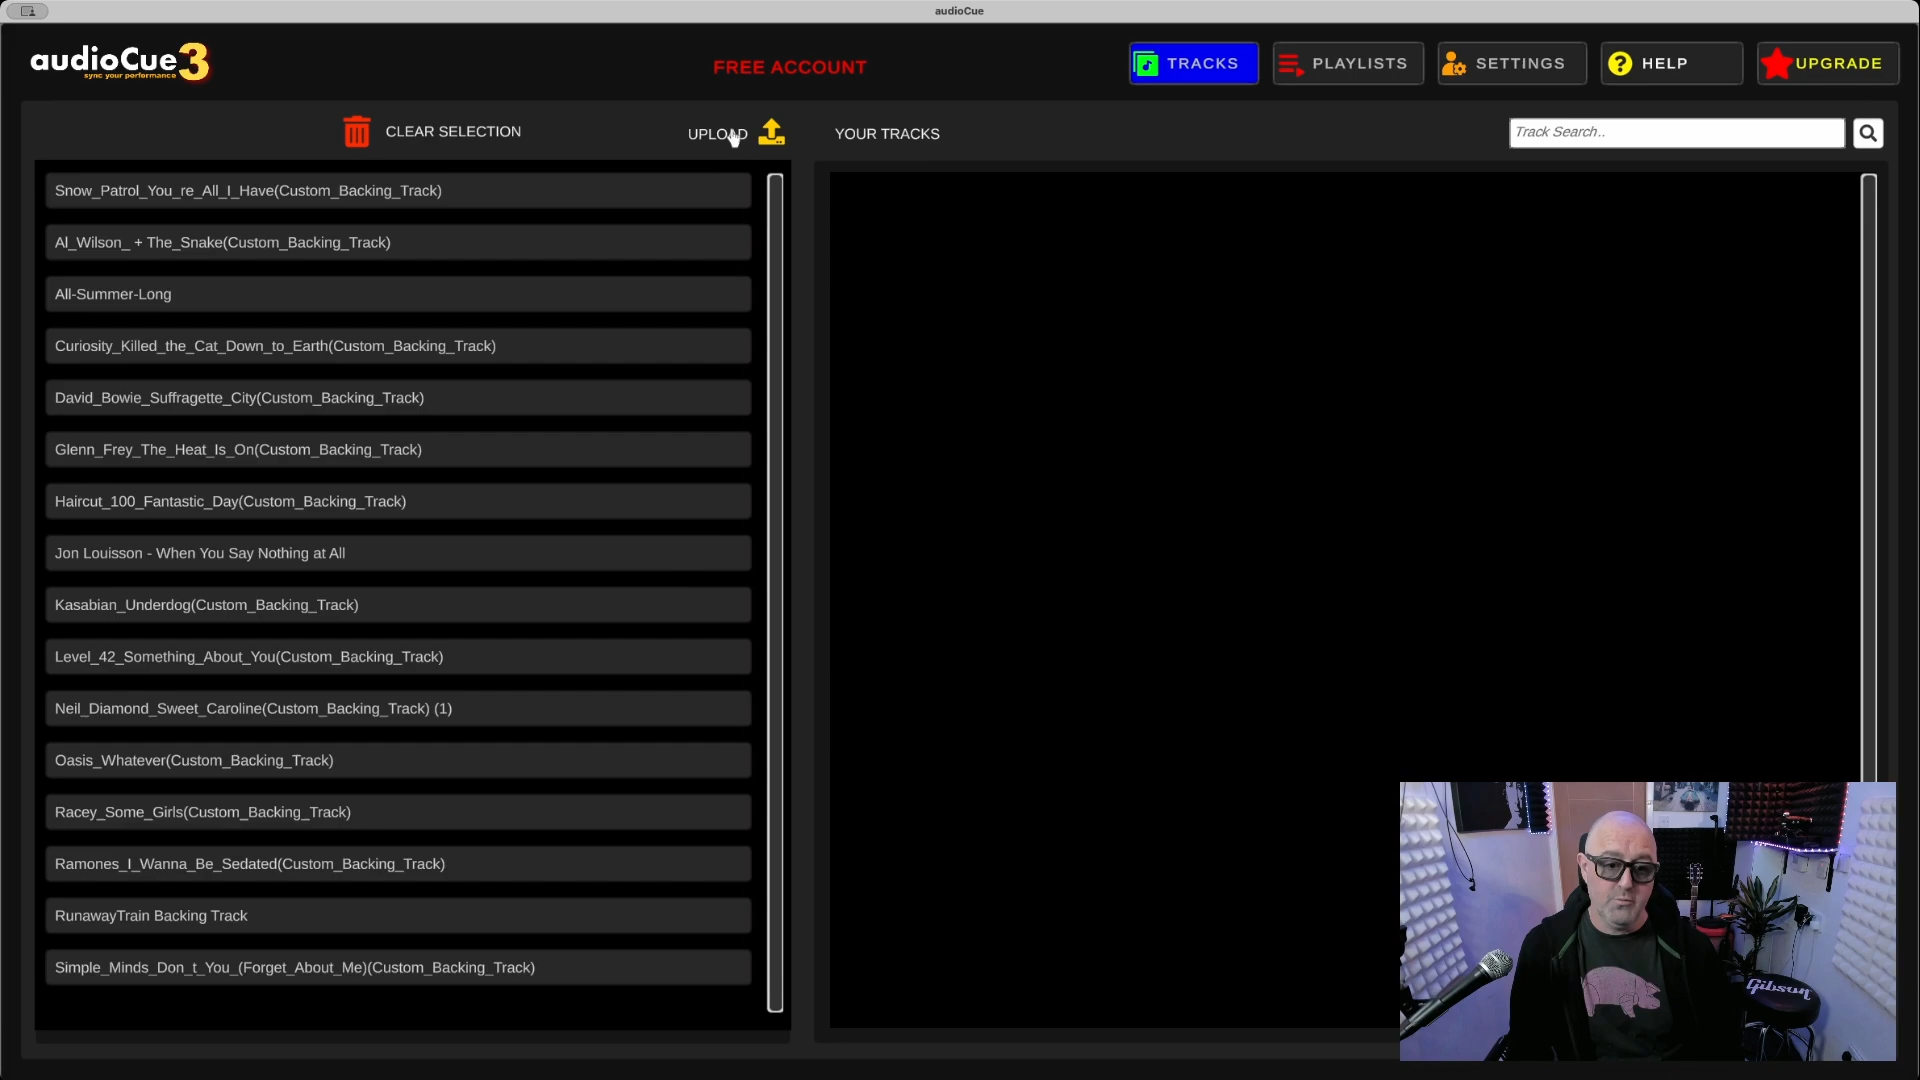 audioCue
audioCue3
sync your performance
FREE ACCOUNT
TRACKS
PLAYLISTS
SETTINGS
HELP
UPGRADE
CLEAR SELECTION
UPLOAD
YOUR TRACKS
Track Search..
Snow_Patrol_You_re_All_I_Have(Custom_Backing_Track)
Al_Wilson_ + The_Snake(Custom_Backing_Track)
All-Summer-Long
Curiosity_Killed_the_Cat_Down_to_Earth(Custom_Backing_Track)
David_Bowie_Suffragette_City(Custom_Backing_Track)
Glenn_Frey_The_Heat_Is_On(Custom_Backing_Track)
Haircut_100_Fantastic_Day(Custom_Backing_Track)
Jon Louisson - When You Say Nothing at All
Kasabian_Underdog(Custom_Backing_Track)
Level_42_Something_About_You(Custom_Backing_Track)
Neil_Diamond_Sweet_Caroline(Custom_Backing_Track) (1)
Oasis_Whatever(Custom_Backing_Track)
Racey_Some_Girls(Custom_Backing_Track)
Ramones_I_Wanna_Be_Sedated(Custom_Backing_Track)
RunawayTrain Backing Track
Simple_Minds_Don_t_You_(Forget_About_Me)(Custom_Backing_Track)
Gibson